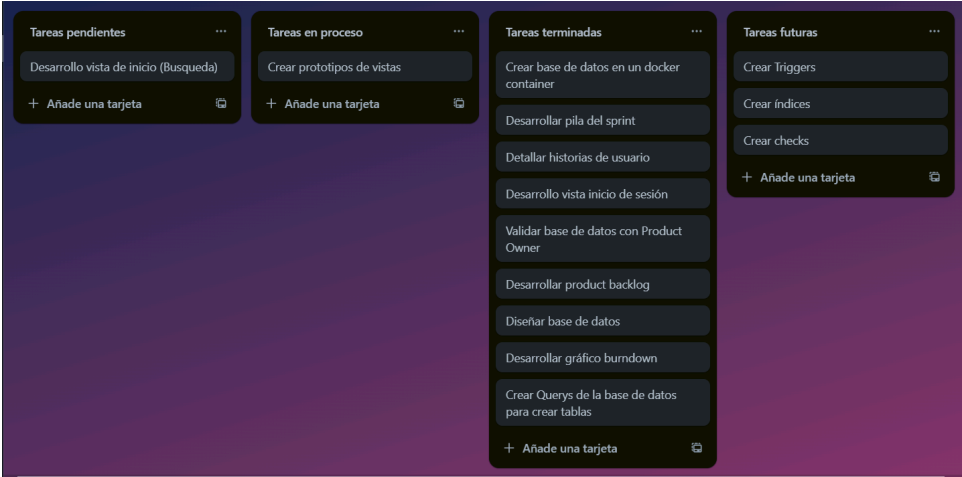 Tareas pendientes
Desarrollo vista de inicio (Busqueda)
+ Añade una tarjeta
Tareas en proceso
Crear prototipos de vistas
+ Añade una tarjeta
Tareas terminadas
Crear base de datos en un docker
container
Desarrollar pila del sprint
Detallar historias de usuario
Desarrollo vista inicio de sesión
Validar base de datos con Product
Owner
Desarrollar product backlog
Diseñar base de datos
Desarrollar gráfico burndown
Crear Querys de la base de datos
para crear tablas
+ Añade una tarjeta
Tareas futuras
Crear Triggers
Crear índices
Crear checks
+ Añade una tarjeta